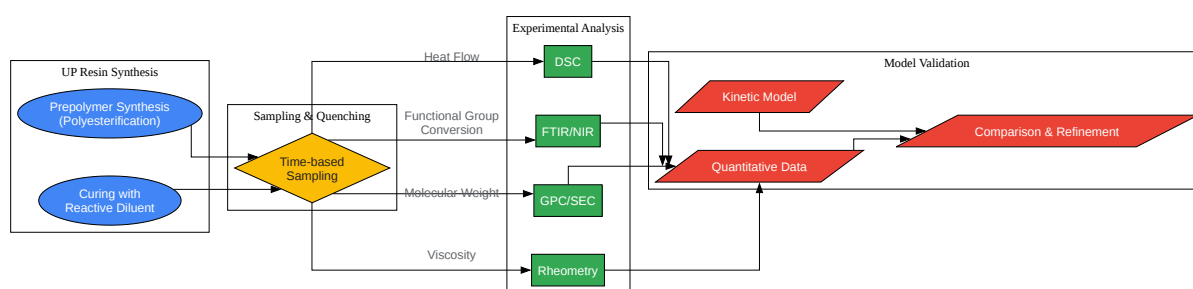 UP Resin Synthesis
Prepolymer Synthesis
(Polyesterification)
Curing with
Reactive Diluent
Sampling & Quenching
Time-based
Sampling
Heat Flow
Functional Group
Conversion
Molecular Weight
Viscosity
Experimental Analysis
DSC
FTIR/NIR
GPC/SEC
Rheometry
Model Validation
Kinetic Model
Quantitative Data
Comparison & Refinement